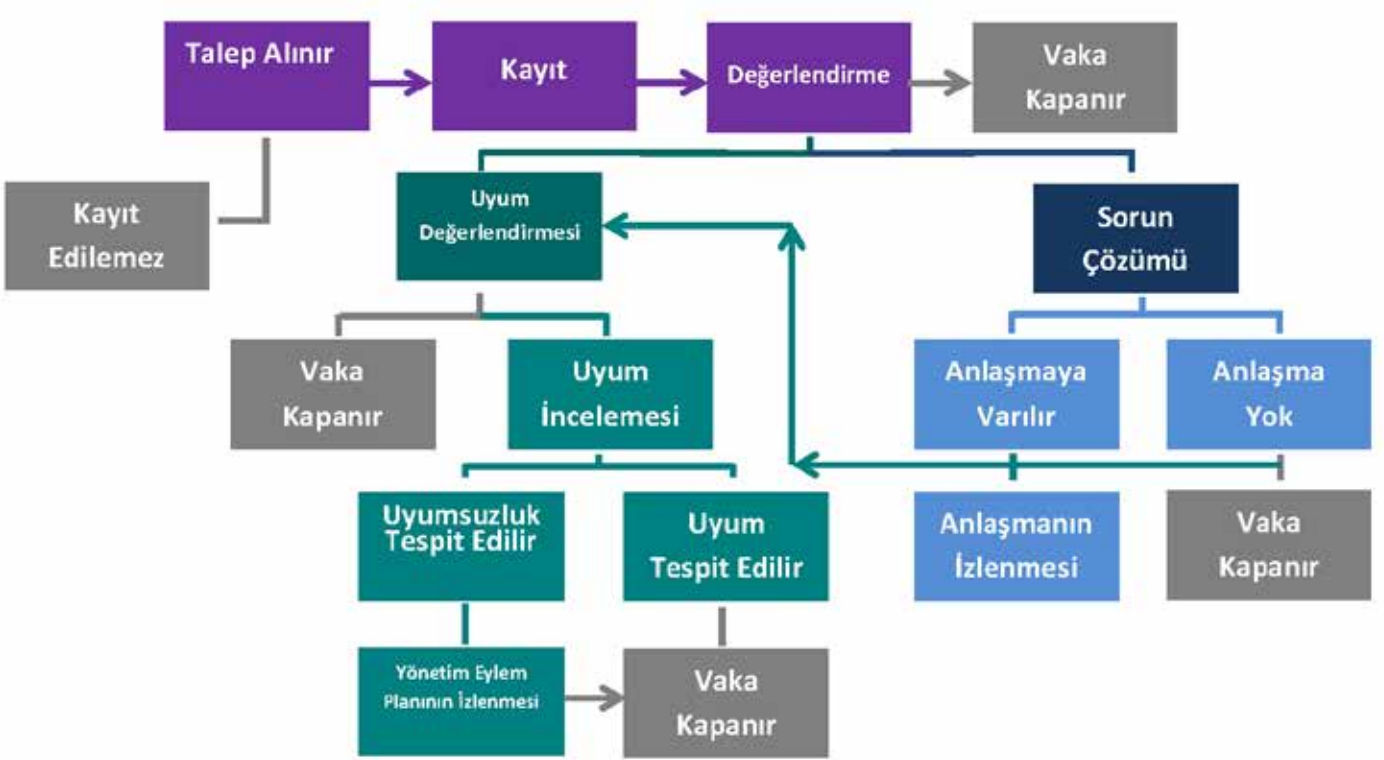 Talep Alınır
Kayıt
Değerlendirme
Vaka
Kapanır
Kayıt
Edilemez
Uyum
Değerlendirmesi
Sorun
Çözümü
Vaka
Kapanır
Uyum
İncelemesi
Anlaşmaya
Varılır
Anlaşma
Yok
Uyumsuzluk
Tespit Edilir
Uyum
Tespit Edilir
Anlaşmanın
İzlenmesi
Vaka
Kapanır
Yönetim Eylem
Planının İzlenmesi
Vaka
Kapanır